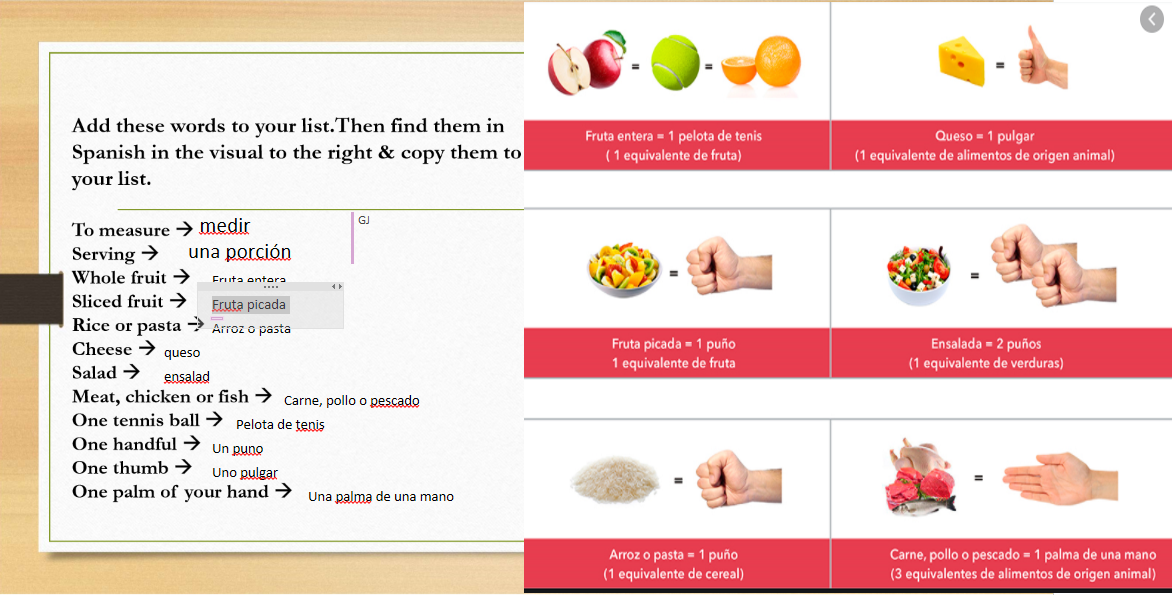 Add these words to your list.Then find them in
Spanish in the visual to the right & copy them to
your list.
To measure → medir
GJ
Serving → una porción
Whole fruit → Fruta entera
Sliced fruit → Fruta picada
Rice or pasta → Arroz o pasta
Cheese → queso
Salad → ensalad
Meat, chicken or fish → Carne, pollo o pescado
One tennis ball → Pelota de tenis
One handful → Un puno
One thumb → Uno pulgar
One palm of your hand → Una palma de una mano
= =
Fruta entera = 1 pelota de tenis
( 1 equivalente de fruta)
=
Queso = 1 pulgar
(1 equivalente de alimentos de origen animal)
=
Fruta picada = 1 puño
1 equivalente de fruta
=
Ensalada = 2 puños
(1 equivalente de verduras)
=
Arroz o pasta = 1 puño
(1 equivalente de cereal)
=
Carne, pollo o pescado = 1 palma de una mano
(3 equivalentes de alimentos de origen animal)